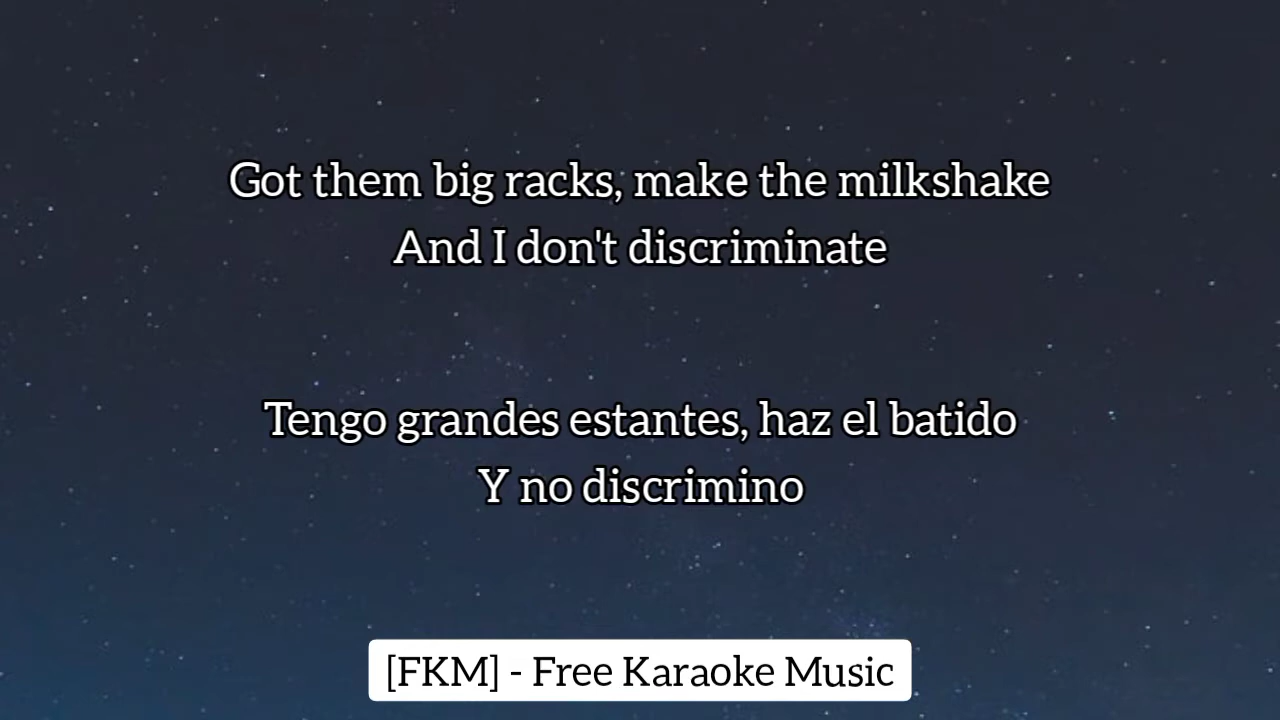 Got them big racks, make the milkshake
And I don't discriminate
Tengo grandes estantes, haz el batido
Y no discrimino
[FKM] - Free Karaoke Music